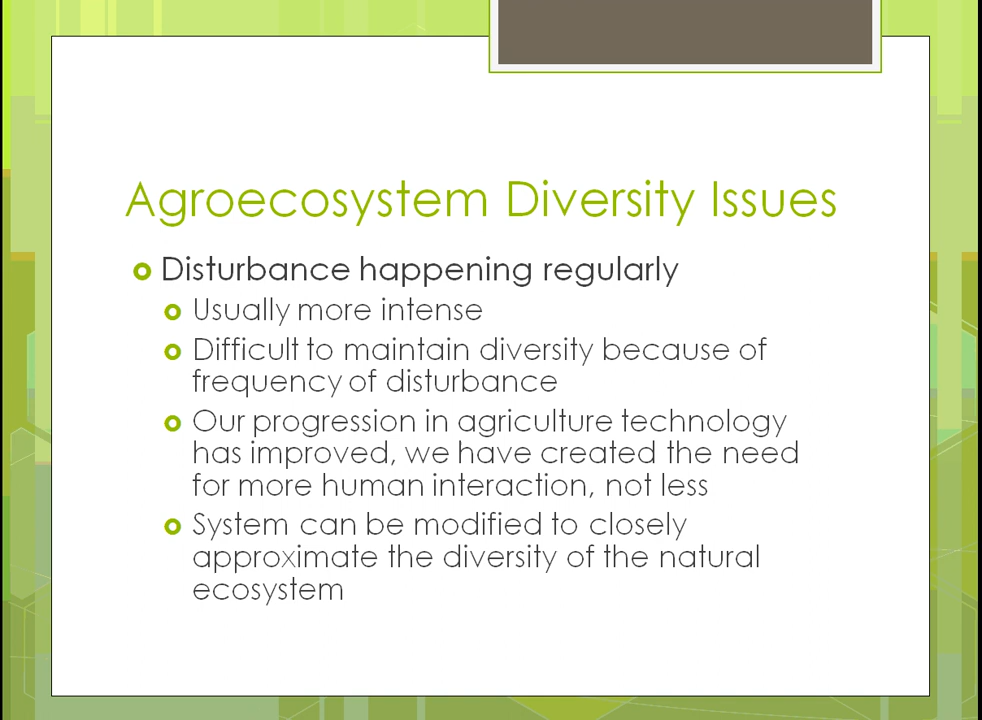 Agroecosystem Diversity Issues
Disturbance happening regularly
Usually more intense
Difficult to maintain diversity because of
frequency of disturbance
Our progression in agriculture technology
has improved, we have created the need
for more human interaction, not less
System can be modified to closely
approximate the diversity of the natural
ecosystem